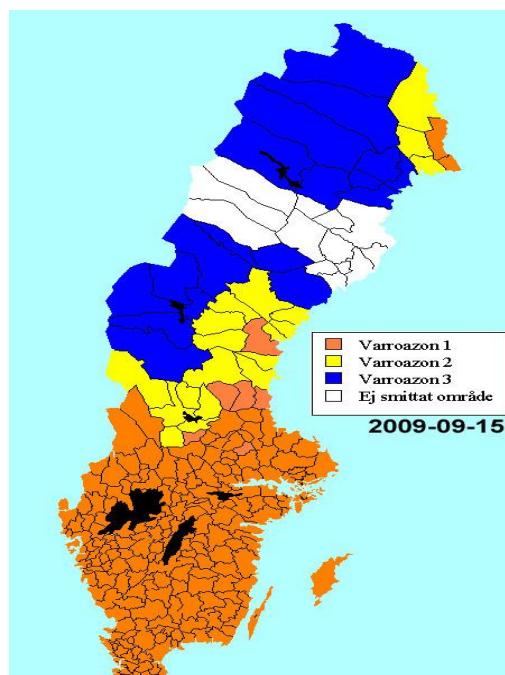 Varroazon 1
Varroazon 2
Varroazon 3
Ej smittat område
2009-09-15